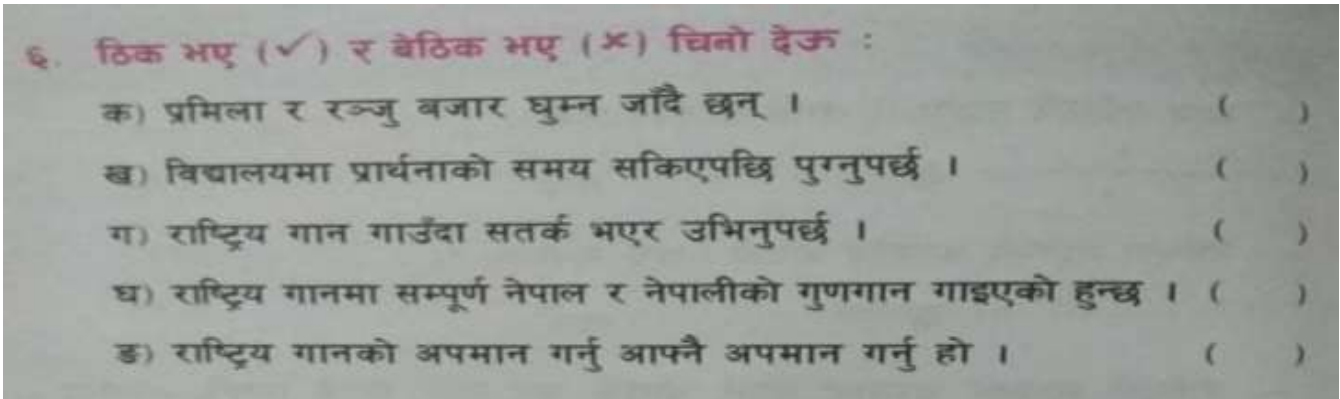 ६. ठिक भए (✓) र बेठिक भए (×) चिनो देऊ :
क) प्रमिला र रञ्जु बजार घुम्न जाँदै छन् । ( )
ख) विद्यालयमा प्रार्थनाको समय सकिएपछि पुग्नुपर्छ । ( )
ग) राष्ट्रिय गान गाउँदा सतर्क भएर उभिनुपर्छ । ( )
घ) राष्ट्रिय गानमा सम्पूर्ण नेपाल र नेपालीको गुणगान गाइएको हुन्छ । ( )
ङ) राष्ट्रिय गानको अपमान गर्नु आफ्नै अपमान गर्नु हो । ( )